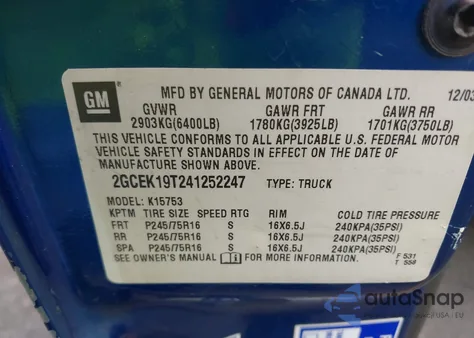 GM
MFD BY GENERAL MOTORS OF CANADA LTD. 12/03
GVWR GAWR FRT GAWR RR
2903KG(6400LB) 1780KG(3925LB) 1701KG(3750LB)
THIS VEHICLE CONFORMS TO ALL APPLICABLE U.S. FEDERAL MOTOR
VEHICLE SAFETY STANDARDS IN EFFECT ON THE DATE OF
MANUFACTURE SHOWN ABOVE.
2GCEK19T241252247 TYPE: TRUCK
MODEL: K15753
KPTM TIRE SIZE SPEED RTG RIM COLD TIRE PRESSURE
FRT P245/75R16 S 16X6.5J 240KPA(35PSI)
RR P245/75R16 S 16X6.5J 240KPA(35PSI)
SPA P245/75R16 S 16X6.5J 240KPA(35PSI)
SEE OWNER'S MANUAL FOR MORE INFORMATION. F 531
T 558
autoSnap